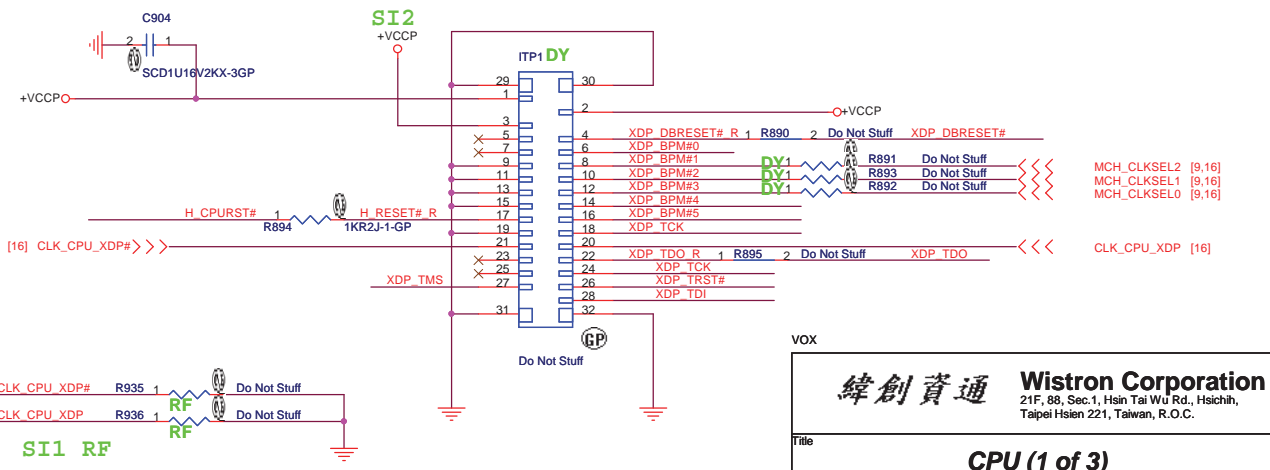 C904
2 1
SCD1U16V2KX-3GP
+VCCP
SI2
+VCCP
ITP1 DY
29 30
1
2 +VCCP
3
4 XDP_DBRESET#_R 1 R890 2 Do Not Stuff XDP_DBRESET#
5
6 XDP_BPM#0
7
8 XDP_BPM#1 DY 1 R891 Do Not Stuff MCH_CLKSEL2 [9,16]
9
10 XDP_BPM#2 DY 1 R893 Do Not Stuff MCH_CLKSEL1 [9,16]
11
12 XDP_BPM#3 DY 1 R892 Do Not Stuff MCH_CLKSEL0 [9,16]
13
14 XDP_BPM#4
15
16 XDP_BPM#5
H_CPURST# 1 R894 1KR2J-1-GP H_RESET#_R 17
18 XDP_TCK
19
[16] CLK_CPU_XDP# 21
20 CLK_CPU_XDP [16]
23
22 XDP_TDO_R 1 R895 2 Do Not Stuff XDP_TDO
25
24 XDP_TCK
XDP_TMS 27
26 XDP_TRST#
28 XDP_TDI
31 32
GP
Do Not Stuff
CLK_CPU_XDP# R935 1 RF Do Not Stuff
CLK_CPU_XDP R936 1 RF Do Not Stuff
SI1 RF
VOX
緯創資通 Wistron Corporation
21F, 88, Sec.1, Hsin Tai Wu Rd., Hsichih,
Taipei Hsien 221, Taiwan, R.O.C.
Title
CPU (1 of 3)